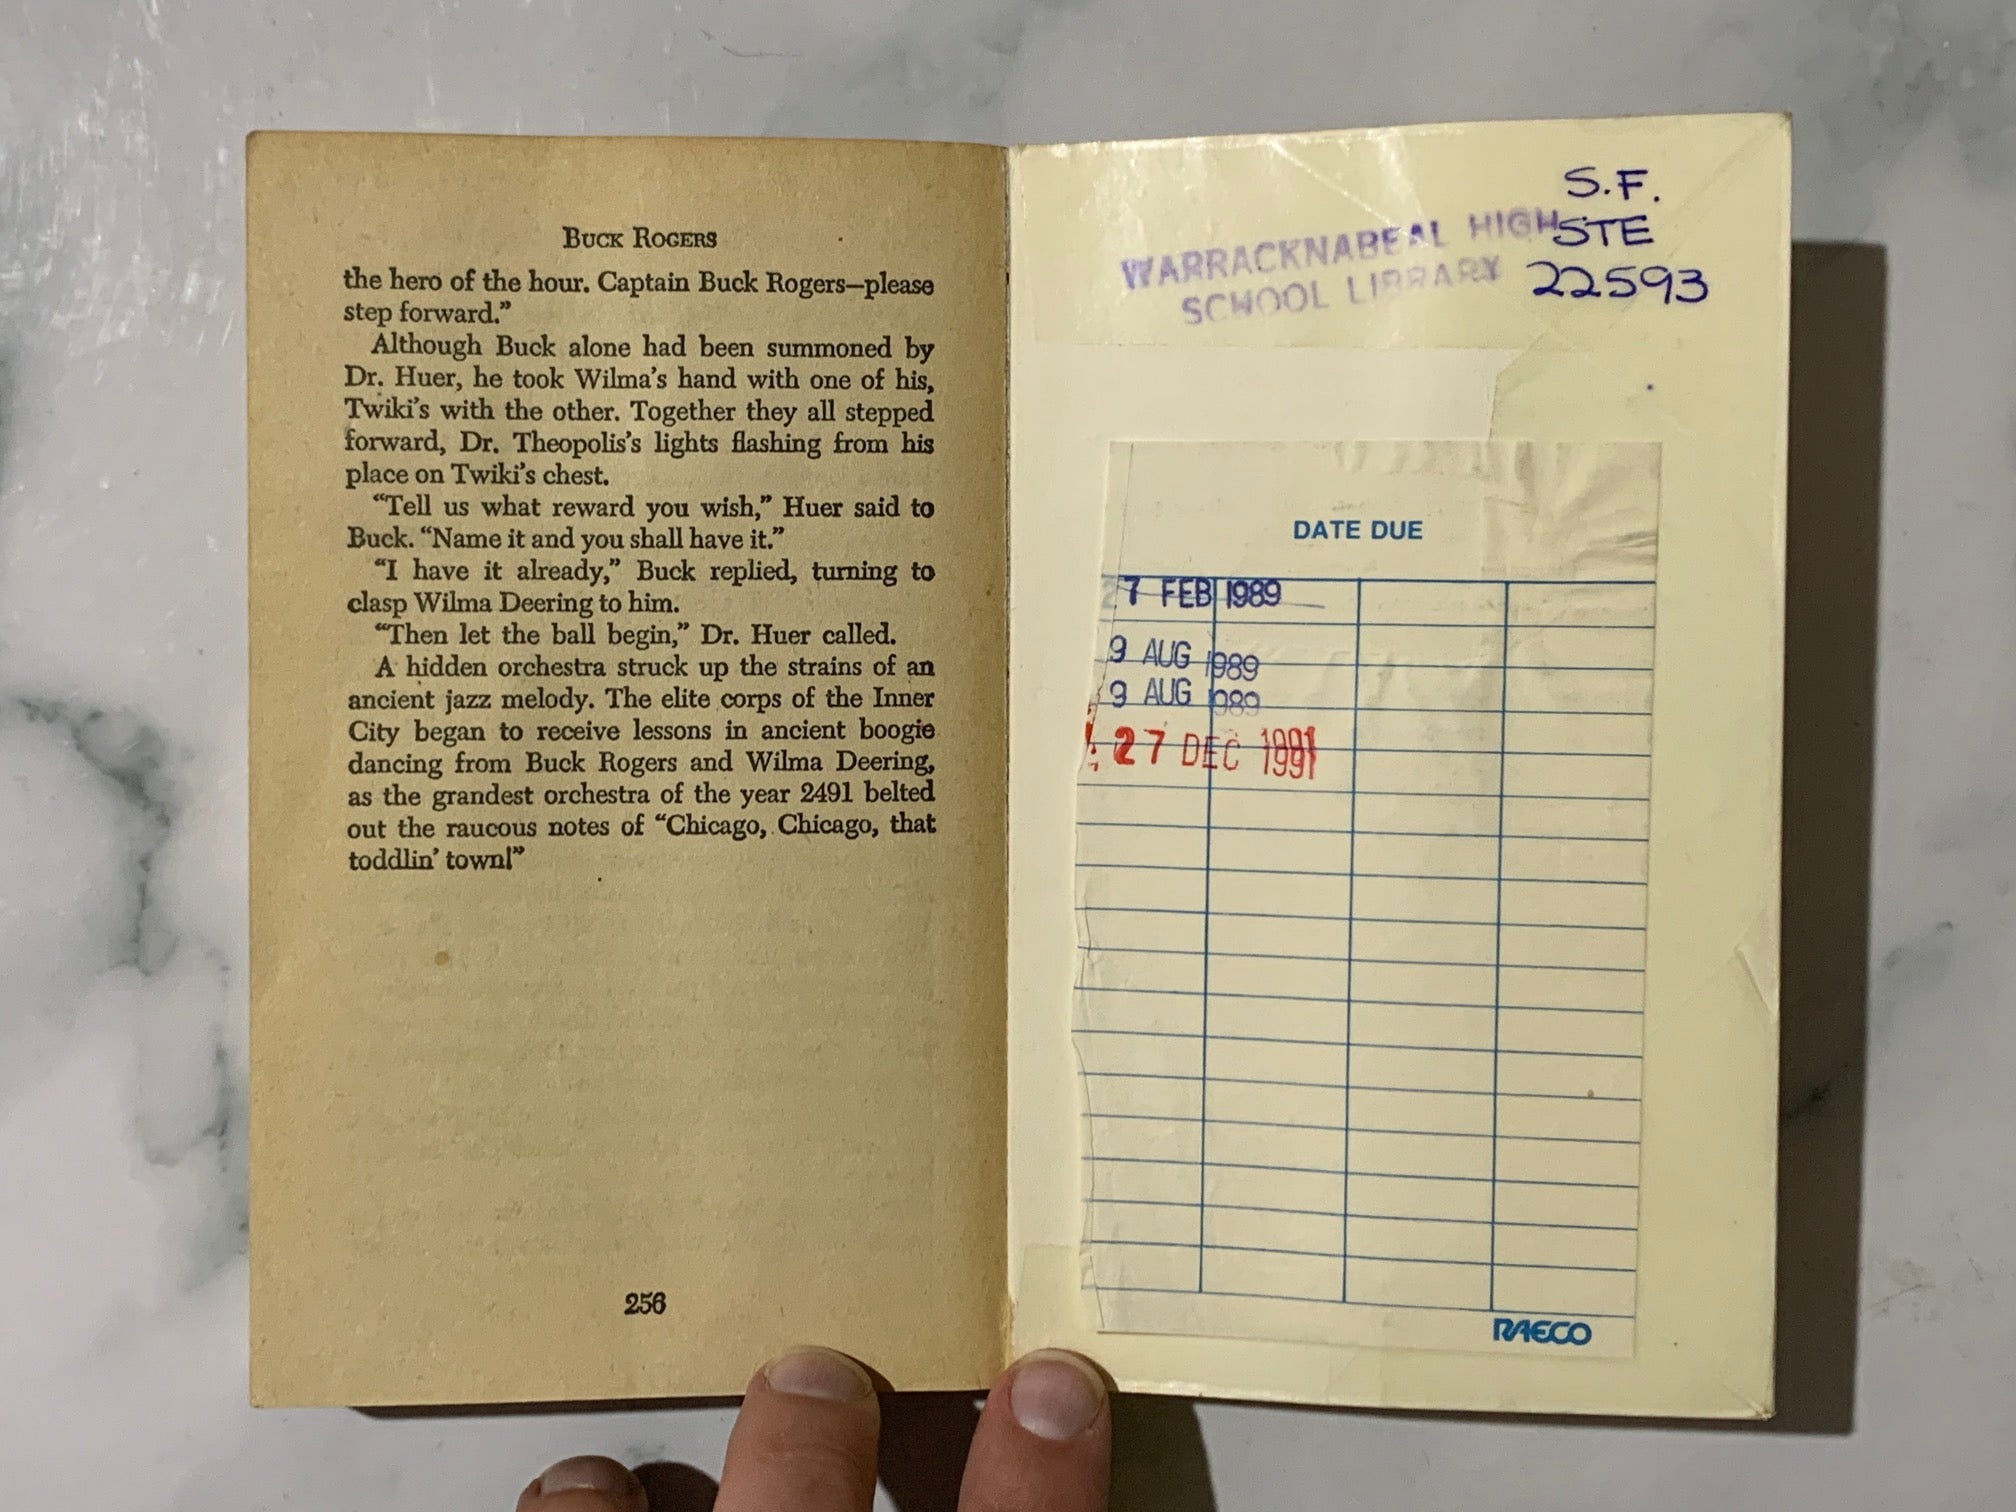 BUCK ROGERS
the hero of the hour. Captain Buck Rogers—please
step forward.”
Although Buck alone had been summoned by
Dr. Huer, he took Wilma’s hand with one of his,
Twiki’s with the other. Together they all stepped
forward, Dr. Theopolis’s lights flashing from his
place on Twiki’s chest.
“Tell us what reward you wish,” Huer said to
Buck. “Name it and you shall have it.”
“I have it already,” Buck replied, turning to
clasp Wilma Deering to him.
“Then let the ball begin,” Dr. Huer called.
A hidden orchestra struck up the strains of an
ancient jazz melody. The elite corps of the Inner
City began to receive lessons in ancient boogie
dancing from Buck Rogers and Wilma Deering,
as the grandest orchestra of the year 2491 belted
out the raucous notes of “Chicago, Chicago, that
toddlin’ town!”
256
S.F.
STE
22593
WARRACKNABEAL HIGH
SCHOOL LIBRARY
DATE DUE
27 FEB 1989
9 AUG 1989
9 AUG 1989
27 DEC 1991
RAECO